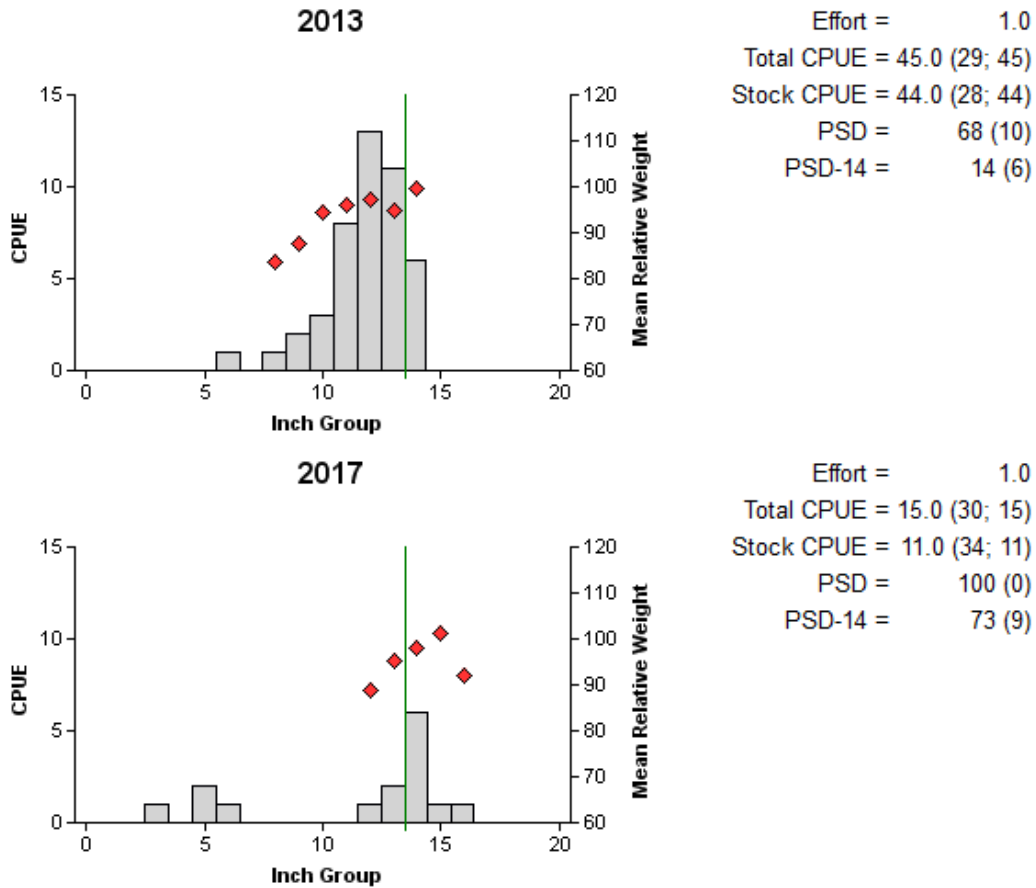 2013
Effort = 1.0
Total CPUE = 45.0 (29; 45)
Stock CPUE = 44.0 (28; 44)
PSD = 68 (10)
PSD-14 = 14 (6)
15
10
5
0
CPUE
120
110
100
90
80
70
60
Mean Relative Weight
0 5 10 15 20
Inch Group
2017
Effort = 1.0
Total CPUE = 15.0 (30; 15)
Stock CPUE = 11.0 (34; 11)
PSD = 100 (0)
PSD-14 = 73 (9)
15
10
5
0
CPUE
120
110
100
90
80
70
60
Mean Relative Weight
0 5 10 15 20
Inch Group